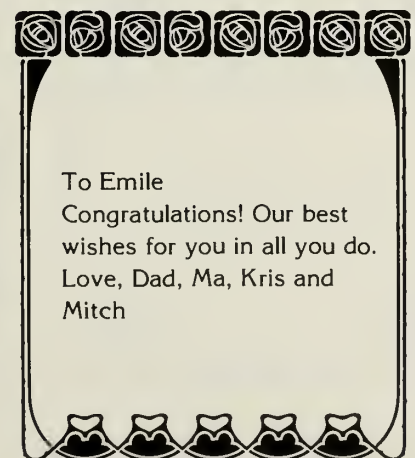 To Emile
Congratulations! Our best
wishes for you in all you do.
Love, Dad, Ma, Kris and
Mitch